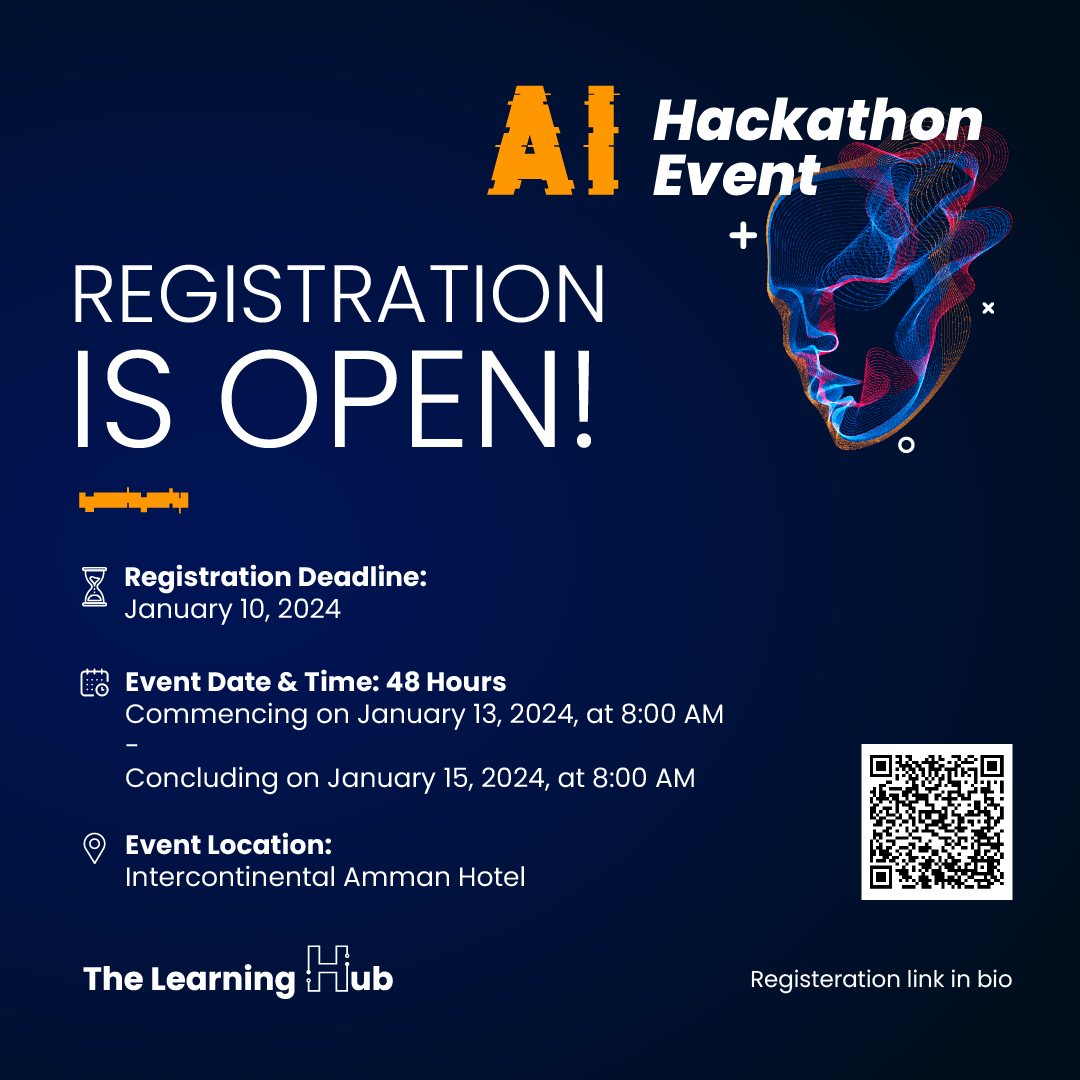 AI Hackathon
Event
REGISTRATION
IS OPEN!
Registration Deadline:
January 10, 2024
Event Date & Time: 48 Hours
Commencing on January 13, 2024, at 8:00 AM
-
Concluding on January 15, 2024, at 8:00 AM
Event Location:
Intercontinental Amman Hotel
The Learning Hub
Registeration link in bio